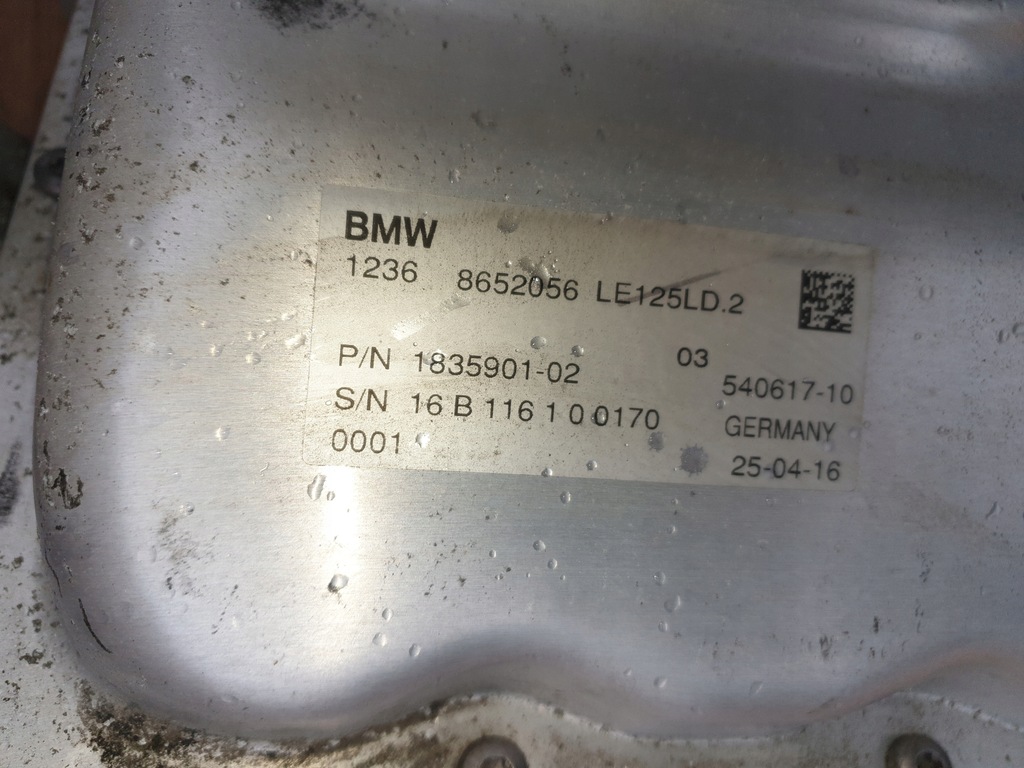 BMW
1236 8652056 LE125LD.2
P/N 1835901-02 03
540617-10
S/N 16 B 116 1 0 0170 GERMANY
0001 25-04-16